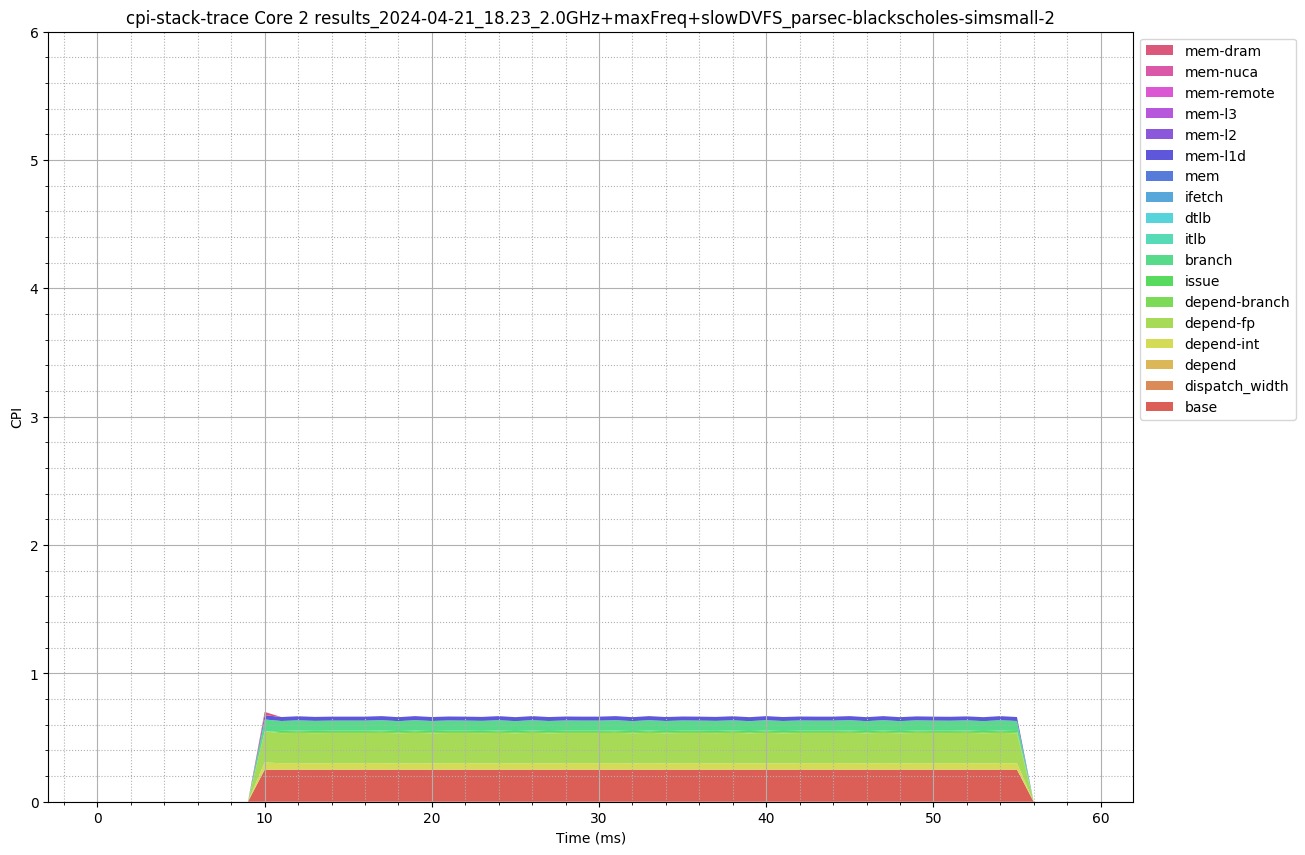 cpi-stack-trace Core 2 results_2024-04-21_18.23_2.0GHz+maxFreq+slowDVFS_parsec-blackscholes-simsmall-2
6
5
4
3
2
1
0
CPI
0 10 20 30 40 50 60
Time (ms)
mem-dram
mem-nuca
mem-remote
mem-l3
mem-l2
mem-l1d
mem
ifetch
dtlb
itlb
branch
issue
depend-branch
depend-fp
depend-int
depend
dispatch_width
base